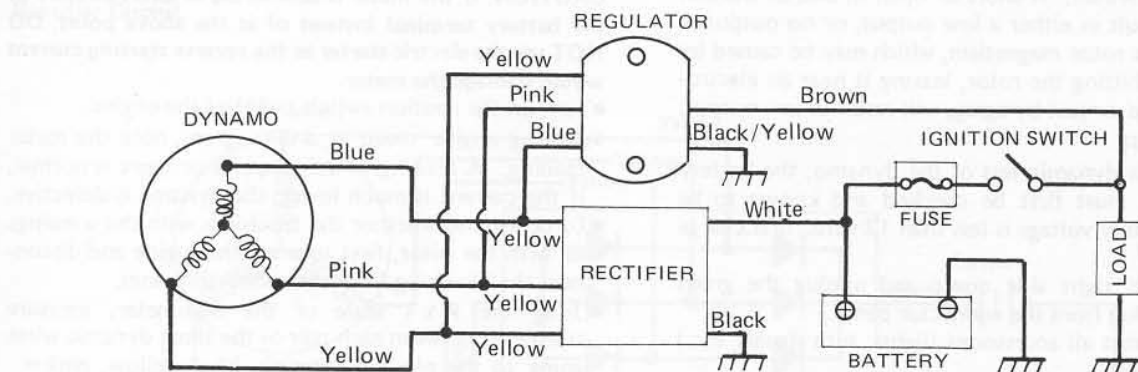 REGULATOR
Yellow
Pink
Brown
DYNAMO
Blue
Black/Yellow
IGNITION SWITCH
Blue
White
FUSE
Yellow
RECTIFIER
LOAD
Pink
Yellow
Black
Yellow
Yellow
BATTERY